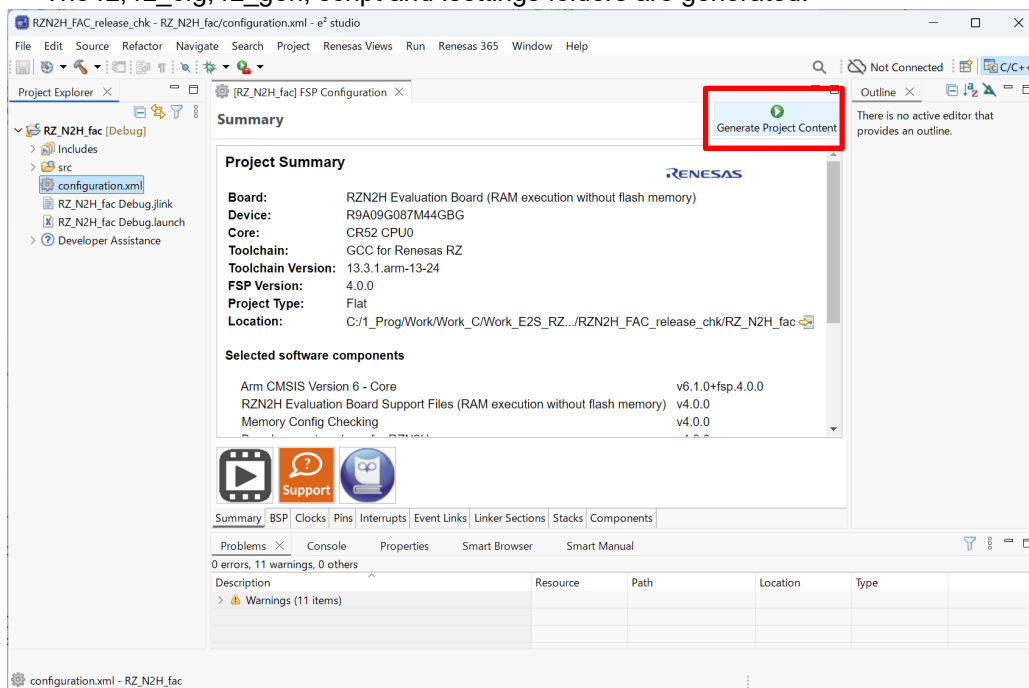 RZN2H_FAC_release_chk - RZ_N2H_fac/configuration.xml - e² studio
File Edit Source Refactor Navigate Search Project Renesas Views Run Renesas 365 Window Help
Not Connected C/C++
Project Explorer
RZ_N2H_fac [Debug]
Includes
src
configuration.xml
RZ_N2H_fac Debug.jlink
RZ_N2H_fac Debug.launch
Developer Assistance
[RZ_N2H_fac] FSP Configuration
Summary
Generate Project Content
Project Summary
RENESAS
Board: RZN2H Evaluation Board (RAM execution without flash memory)
Device: R9A09G087M44GBG
Core: CR52 CPU0
Toolchain: GCC for Renesas RZ
Toolchain Version: 13.3.1.arm-13-24
FSP Version: 4.0.0
Project Type: Flat
Location: C:/1_Prog/Work/Work_C/Work_E2S_RZ.../RZN2H_FAC_release_chk/RZ_N2H_fac
Selected software components
Arm CMSIS Version 6 - Core v6.1.0+fsp.4.0.0
RZN2H Evaluation Board Support Files (RAM execution without flash memory) v4.0.0
Memory Config Checking v4.0.0
Support
Summary BSP Clocks Pins Interrupts Event Links Linker Sections Stacks Components
Outline
There is no active editor that
provides an outline.
Problems Console Properties Smart Browser Smart Manual
0 errors, 11 warnings, 0 others
Description Resource Path Location Type
Warnings (11 items)
configuration.xml - RZ_N2H_fac